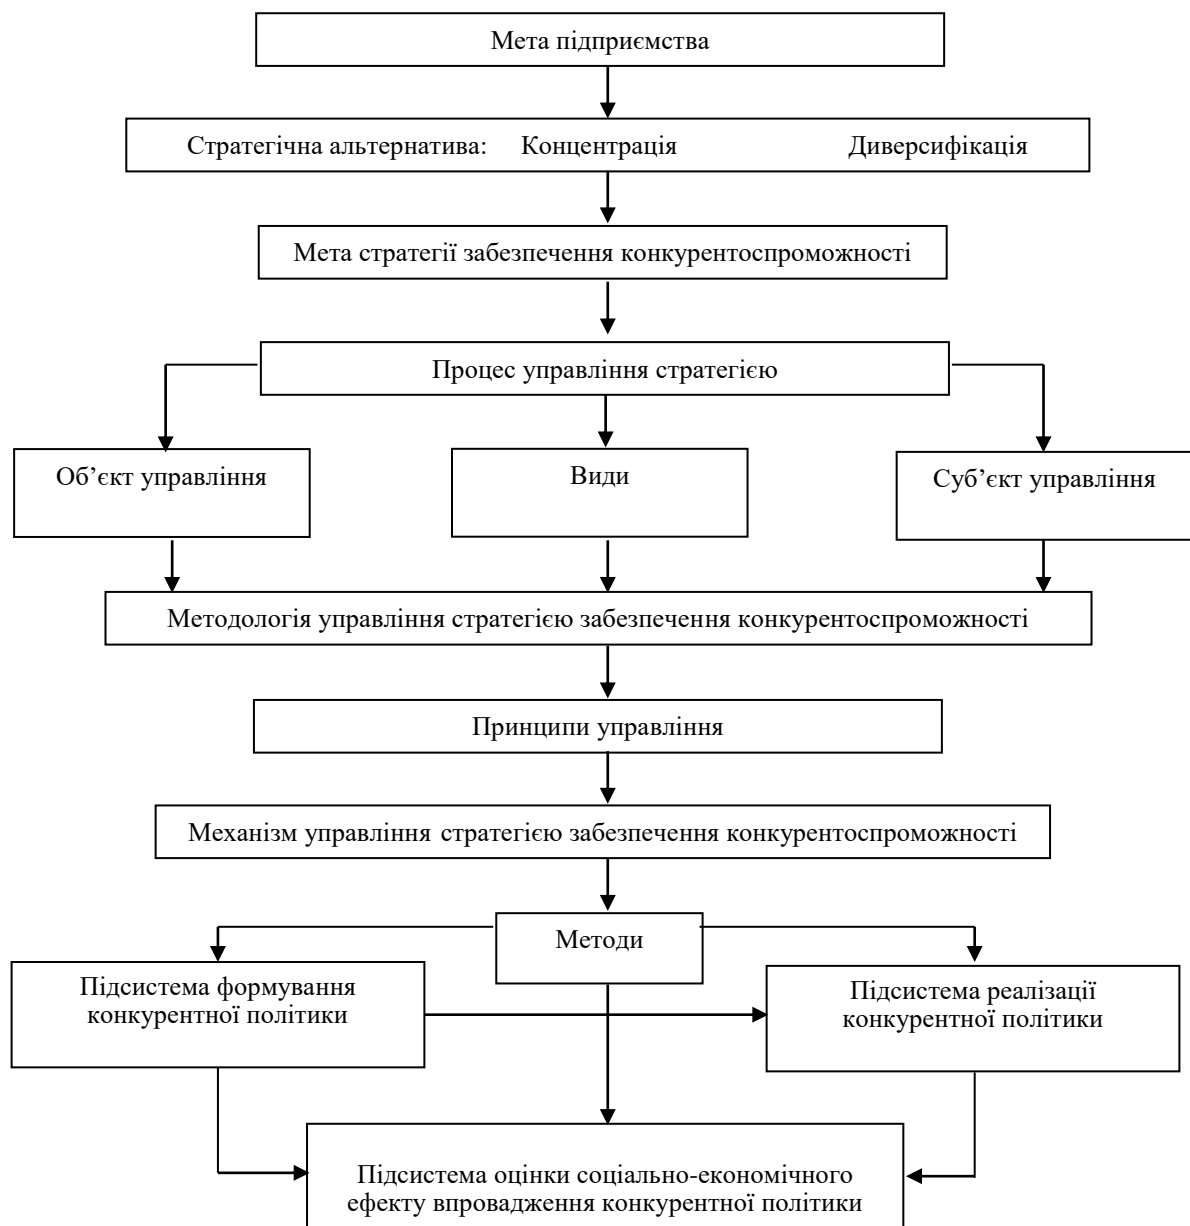 Мета підприємства
Стратегічна альтернатива: Концентрація Диверсифікація
Мета стратегії забезпечення конкурентоспроможності
Процес управління стратегією
Об’єкт управління
Види
Суб’єкт управління
Методологія управління стратегією забезпечення конкурентоспроможності
Принципи управління
Механізм управління стратегією забезпечення конкурентоспроможності
Методи
Підсистема формування
конкурентної політики
Підсистема реалізації
конкурентної політики
Підсистема оцінки соціально-економічного
ефекту впровадження конкурентної політики